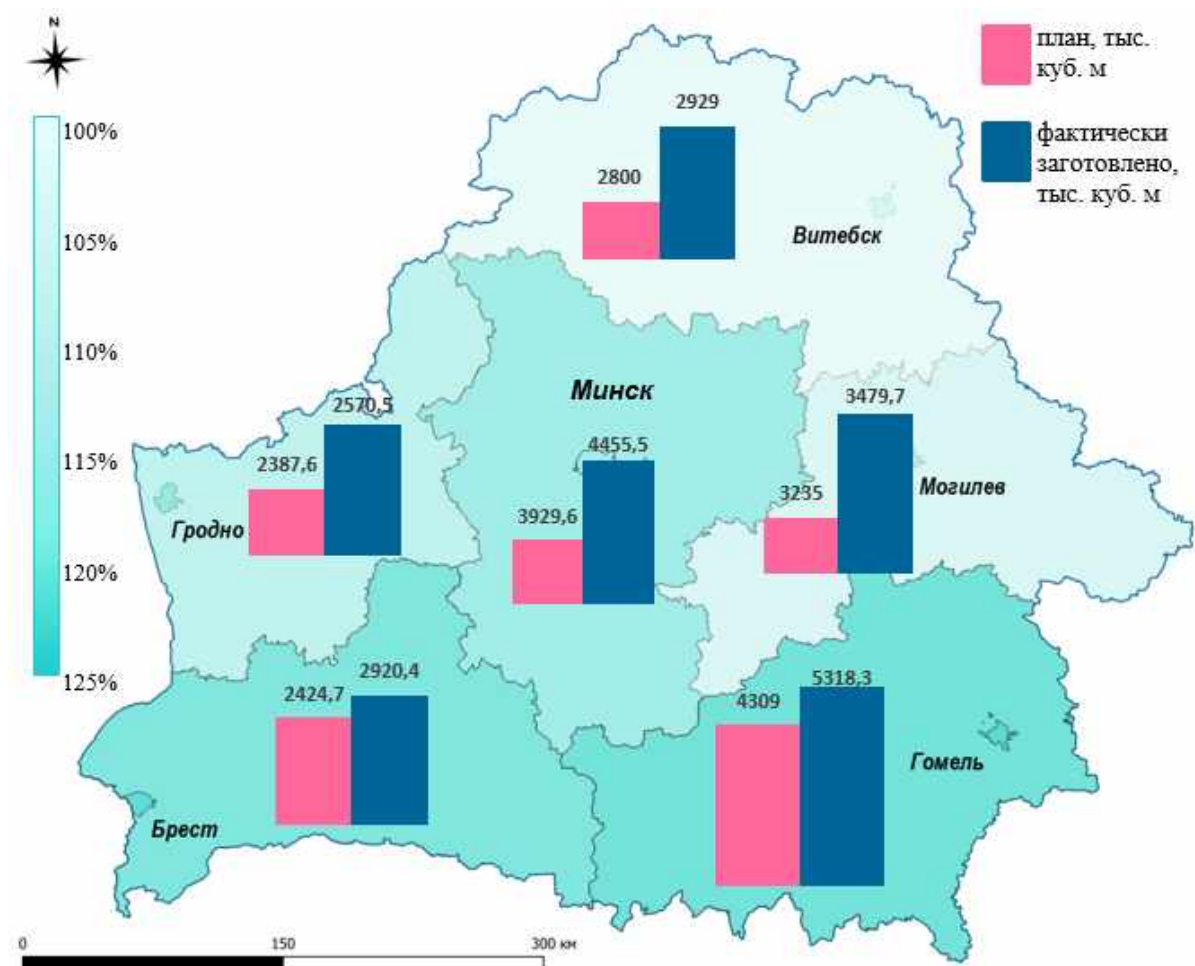 N
план, тыс.
куб. м
фактически
заготовлено,
тыс. куб. м
100%
105%
110%
115%
120%
125%
2929
2800
Витебск
Минск
3479,7
2570,5
4455,5
2387,6
3235
Могилев
3929,6
Гродно
2920,4
2424,7
5318,3
4309
Гомель
Брест
0
150
300 км